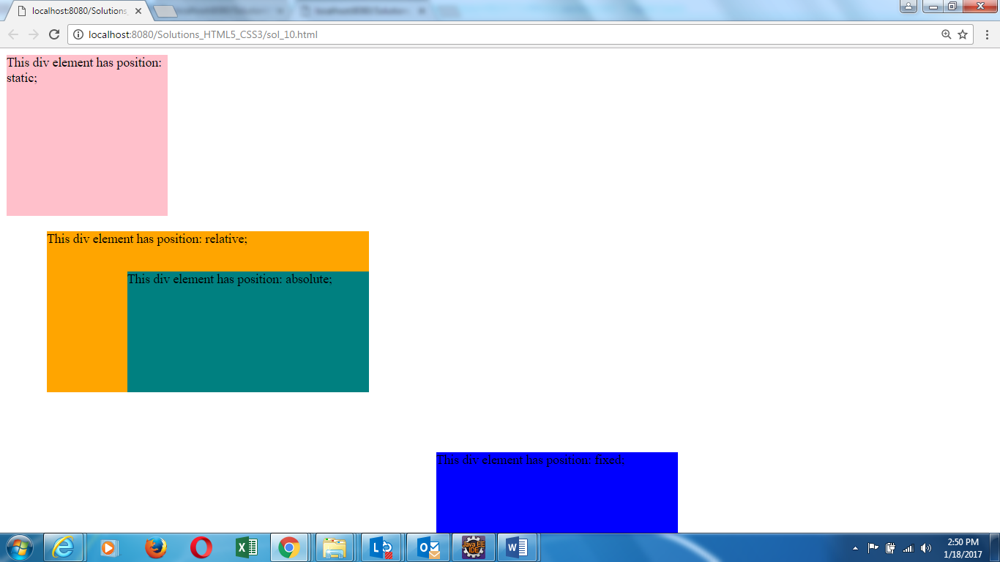 localhost:8080/Solutions_
localhost:8080/Solutions_HTML5_CSS3/sol_10.html
This div element has position:
static;
This div element has position: relative;
This div element has position: absolute;
This div element has position: fixed;
Java EE
IDE
2:50 PM
1/18/2017